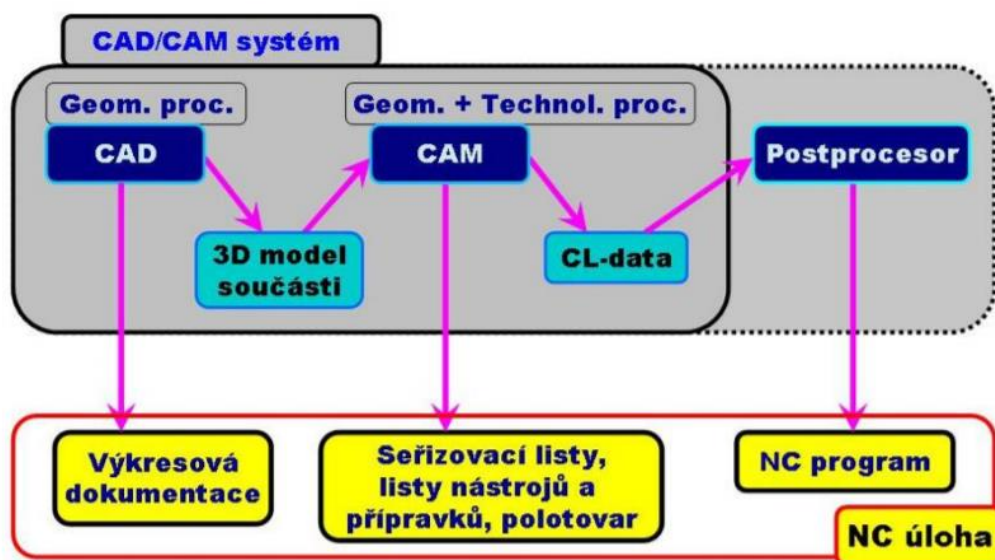 CAD/CAM systém
Geom. proc.
Geom. + Technol. proc.
CAD
CAM
Postprocesor
3D model
součásti
CL-data
Výkresová
dokumentace
Seřizovací listy,
listy nástrojů a
přípravků, polotovar
NC program
NC úloha